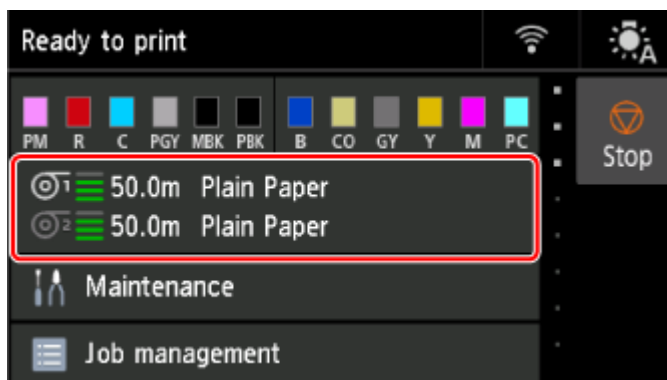 Ready to print
A
PM R C PGY MBK PBK B CO GY Y M PC
Stop
1 50.0m Plain Paper
2 50.0m Plain Paper
Maintenance
Job management